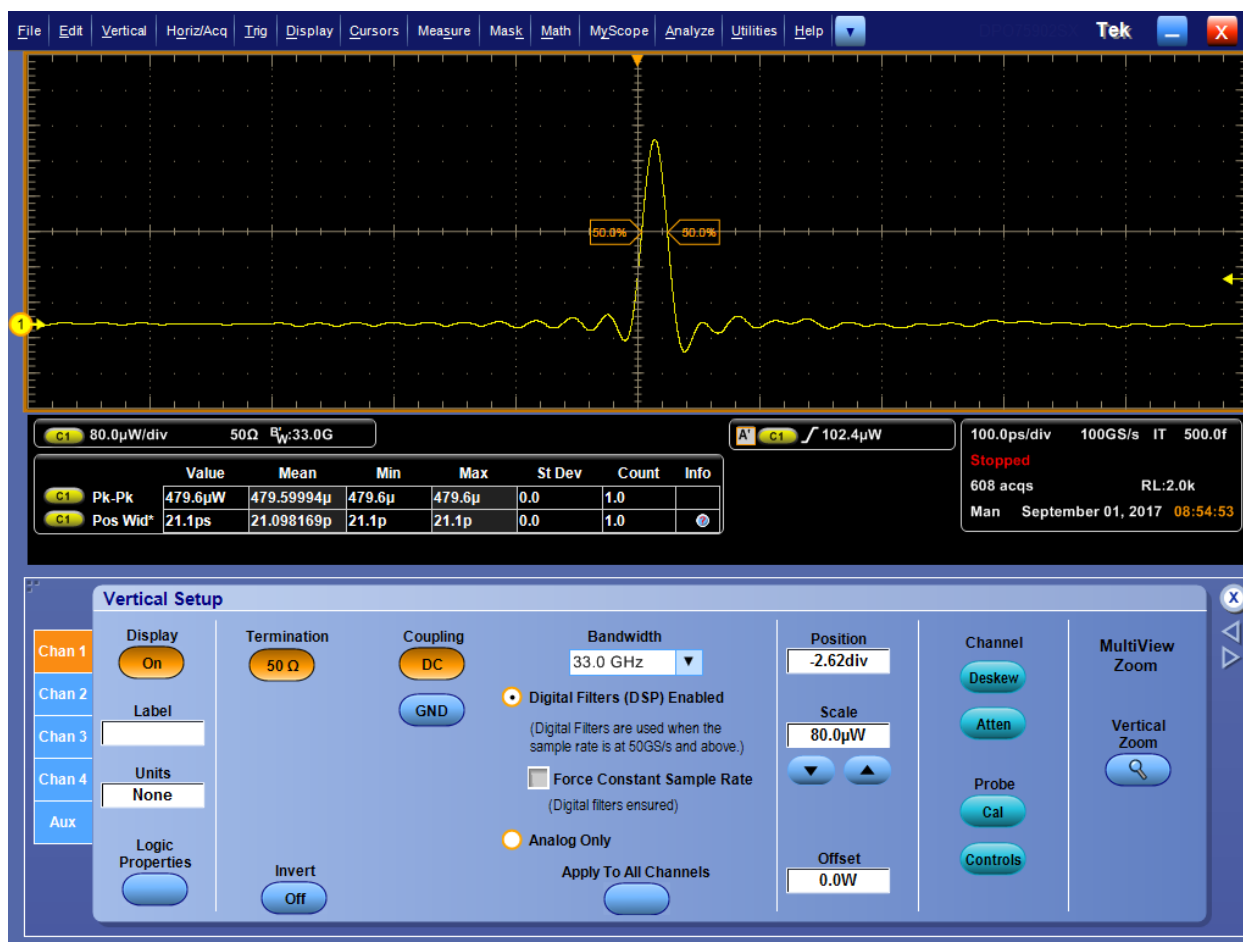 File Edit Vertical Horiz/Acq Trig Display Cursors Measure Mask Math MyScope Analyze Utilities Help Tek X
50.0% 50.0%
1
C1 80.0µW/div 50Ω BW:33.0G
A' C1 102.4µW
100.0ps/div 100GS/s IT 500.0f
Stopped
608 acqs RL:2.0k
Man September 01, 2017 08:54:53
Value Mean Min Max St Dev Count Info
C1 Pk-Pk 479.6µW 479.59994µ 479.6µ 479.6µ 0.0 1.0
C1 Pos Wid* 21.1ps 21.098169p 21.1p 21.1p 0.0 1.0
Vertical Setup
X
Chan 1
Chan 2
Chan 3
Chan 4
Aux
Display
On
Label
Units
None
Logic
Properties
Termination
50 Ω
Invert
Off
Coupling
DC
GND
Bandwidth
33.0 GHz
Digital Filters (DSP) Enabled
(Digital Filters are used when the
sample rate is at 50GS/s and above.)
Force Constant Sample Rate
(Digital filters ensured)
Analog Only
Apply To All Channels
Position
-2.62div
Scale
80.0µW
Offset
0.0W
Channel
Deskew
Atten
Probe
Cal
Controls
MultiView
Zoom
Vertical
Zoom